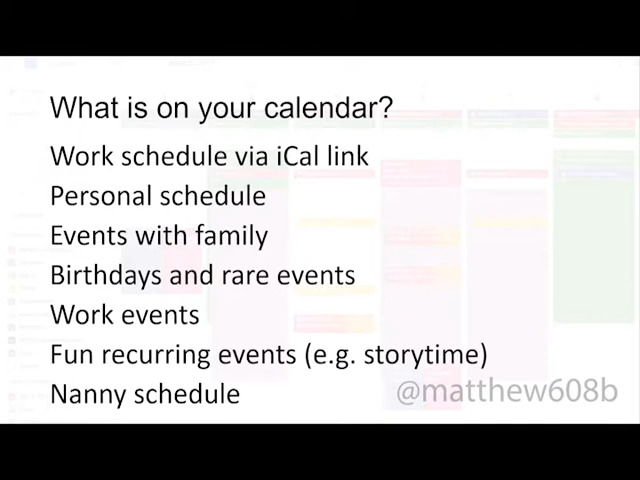 What is on your calendar?
Work schedule via iCal link
Personal schedule
Events with family
Birthdays and rare events
Work events
Fun recurring events (e.g. storytime)
Nanny schedule
@matthew608b